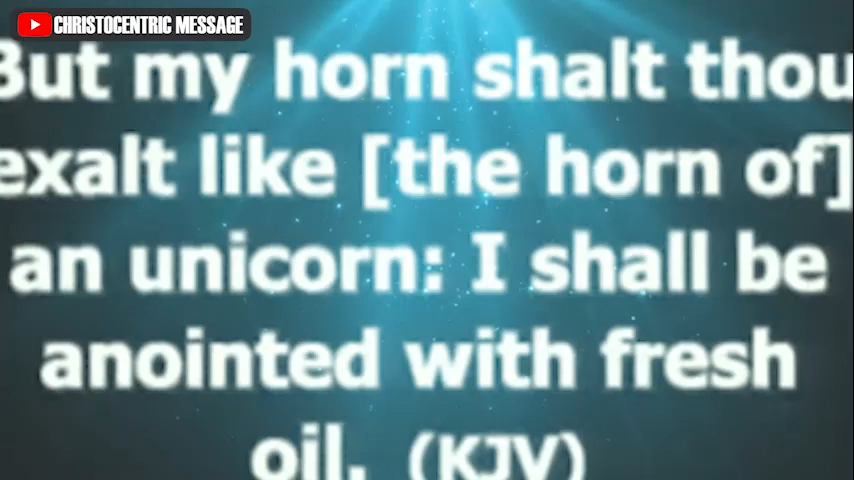 CHRISTOCENTRIC MESSAGE
But my horn shalt thou
exalt like [the horn of]
an unicorn: I shall be
anointed with fresh
oil. (KJV)